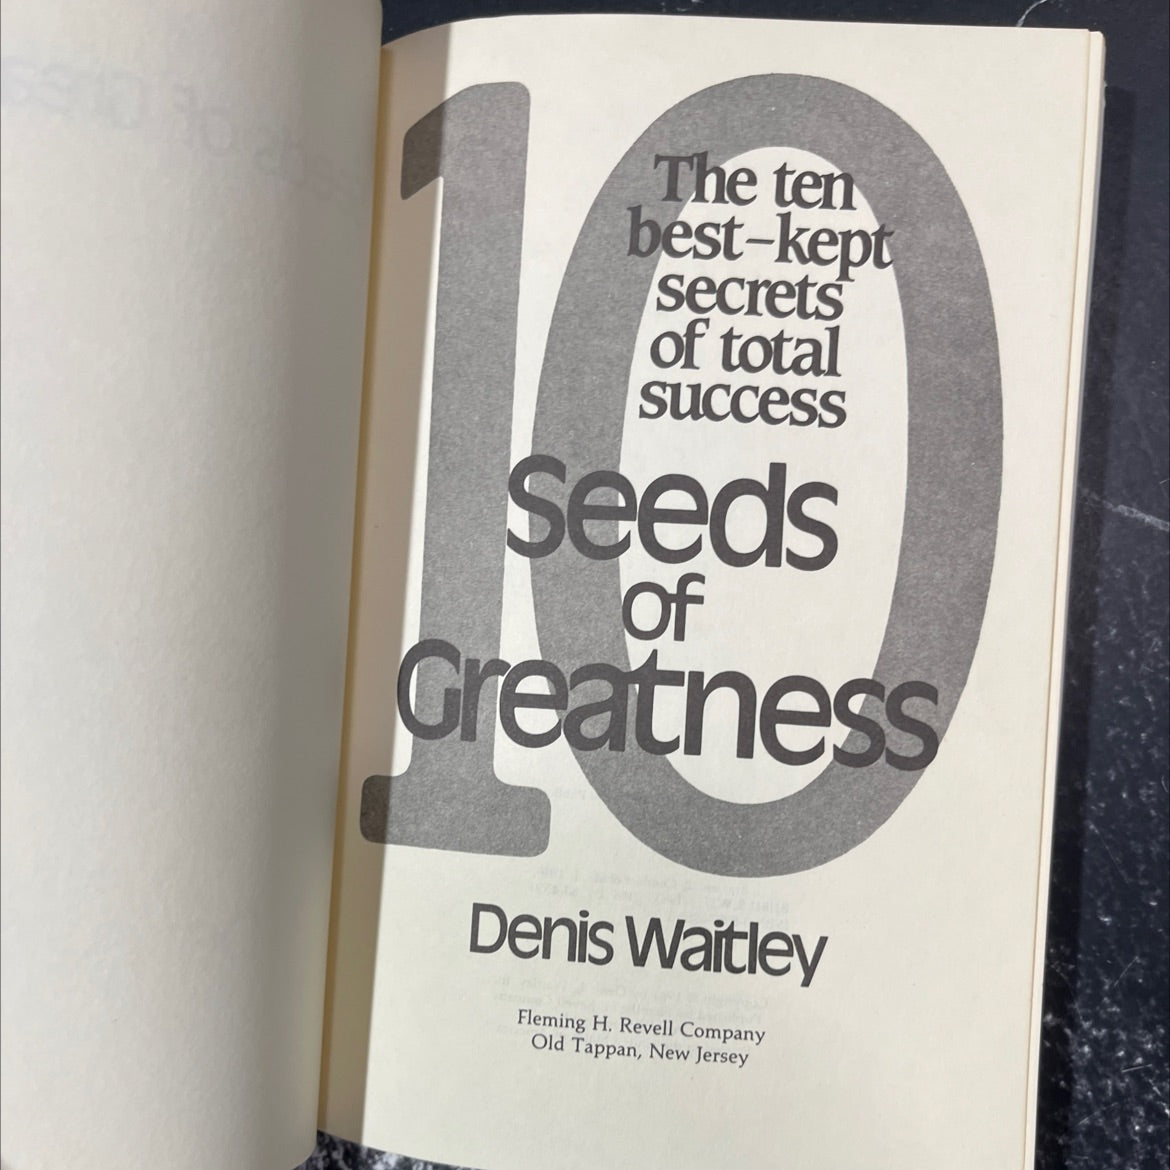 10
The ten
best-kept
secrets
of total
success
Seeds
of
Greatness
Denis Waitley
Fleming H. Revell Company
Old Tappan, New Jersey